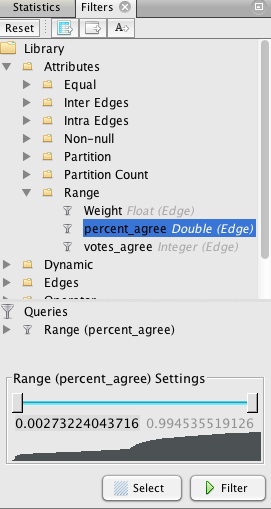 Statistics Filters
Reset A
Library
Attributes
Equal
Inter Edges
Intra Edges
Non-null
Partition
Partition Count
Range
Weight Float (Edge)
percent_agree Double (Edge)
votes_agree Integer (Edge)
Dynamic
Edges
Operator
Queries
Range (percent_agree)
Range (percent_agree) Settings
0.00273224043716 0.994535519126
Select Filter